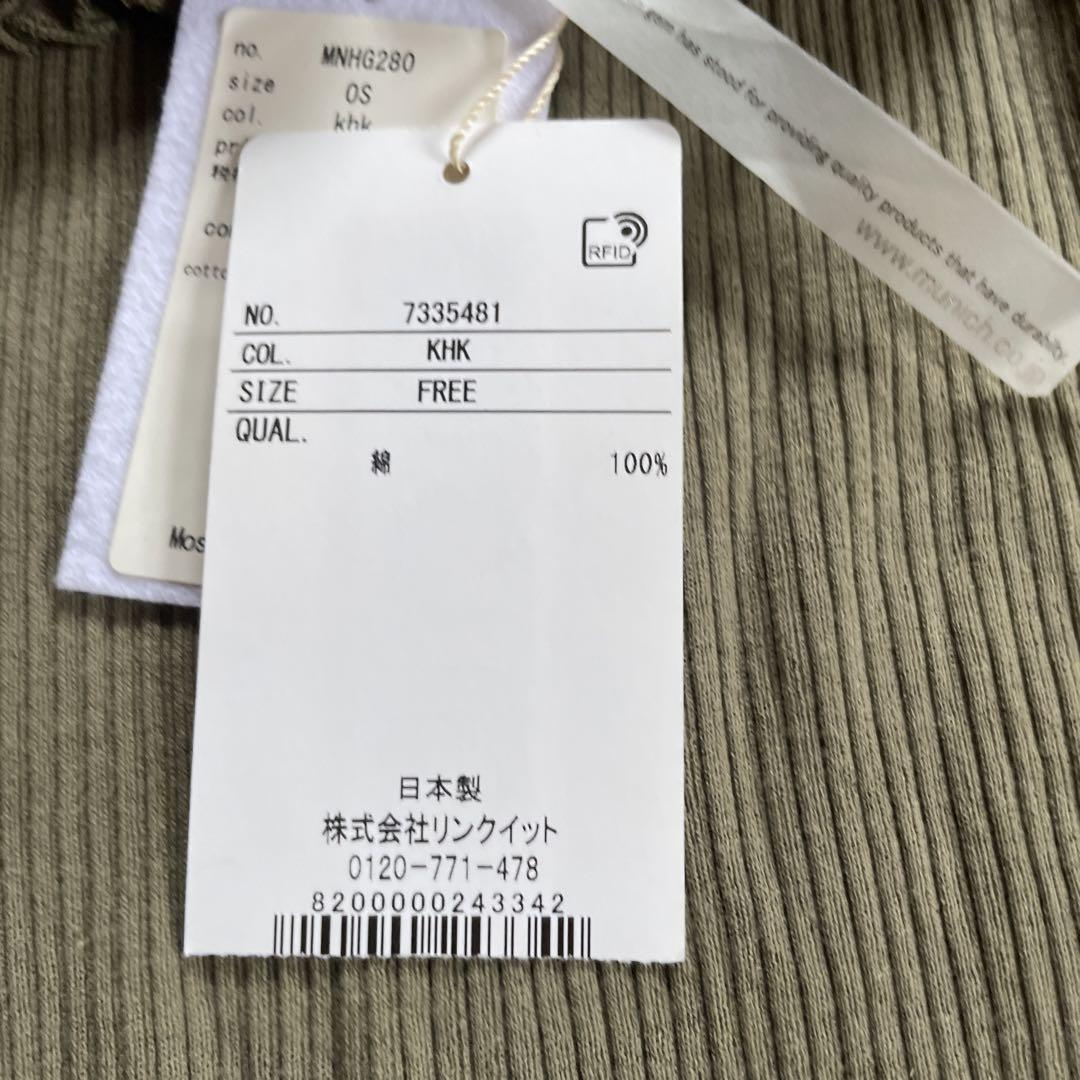 no. MNHG280
size OS
col. khk
RFID
NO. 7335481
COL. KHK
SIZE FREE
QUAL.
綿 100%
日本製
株式会社リンクイット
0120-771-478
8200000243342
has stood for providing quality products that have durability
www.munich.co.jp